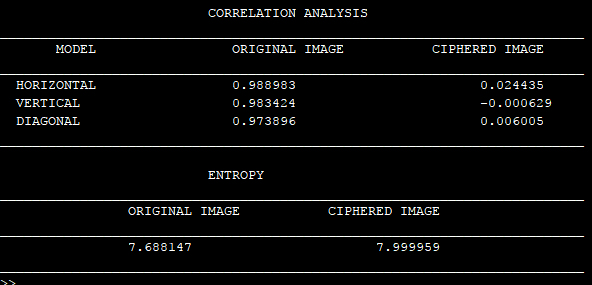 CORRELATION ANALYSIS
MODEL ORIGINAL IMAGE CIPHERED IMAGE
HORIZONTAL 0.988983 0.024435
VERTICAL 0.983424 -0.000629
DIAGONAL 0.973896 0.006005
ENTROPY
ORIGINAL IMAGE CIPHERED IMAGE
7.688147 7.999959
>>